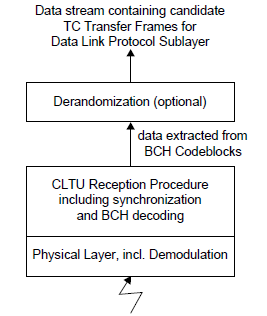 Data stream containing candidate
TC Transfer Frames for
Data Link Protocol Sublayer
Derandomization (optional)
data extracted from
BCH Codeblocks
CLTU Reception Procedure
including synchronization
and BCH decoding
Physical Layer, incl. Demodulation